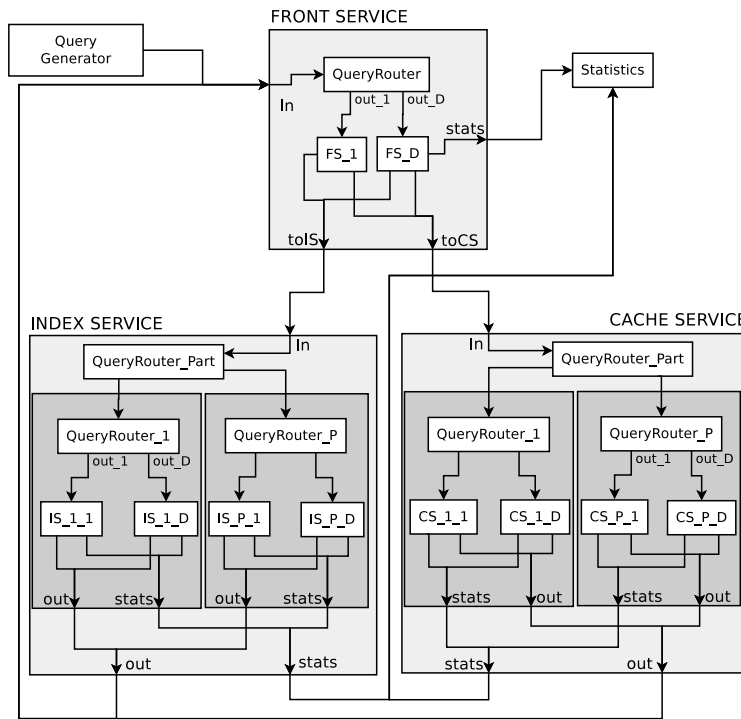 FRONT SERVICE
Query
Generator
QueryRouter
Statistics
In
out_1
out_D
stats
FS_1
FS_D
toIS
toCS
INDEX SERVICE
CACHE SERVICE
In
In
QueryRouter_Part
QueryRouter_Part
QueryRouter_1
QueryRouter_P
QueryRouter_1
QueryRouter_P
out_1
out_D
out_1
out_D
IS_1_1
IS_1_D
IS_P_1
IS_P_D
CS_1_1
CS_1_D
CS_P_1
CS_P_D
out
stats
out
stats
stats
out
stats
out
out
stats
stats
out